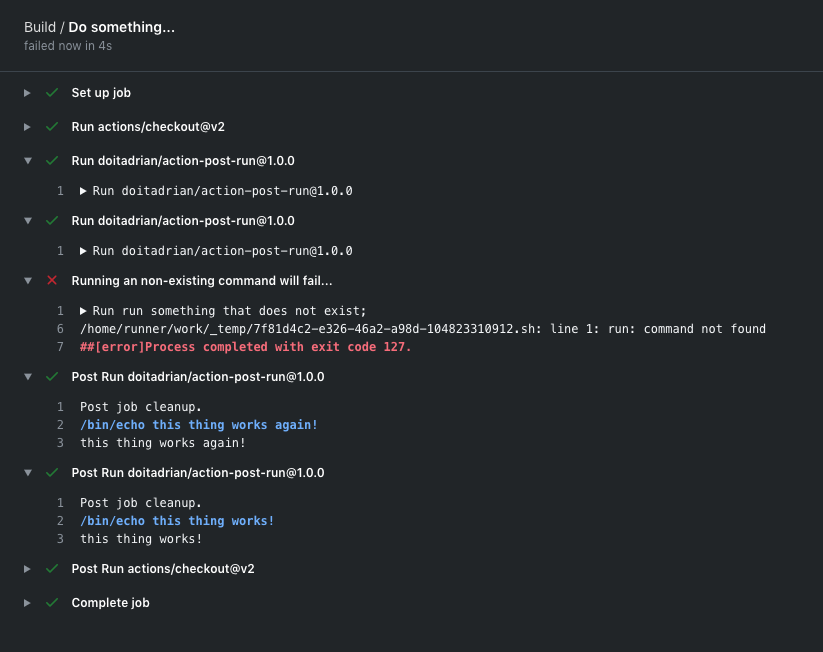 Build / Do something...
failed now in 4s
Set up job
Run actions/checkout@v2
Run doitadrian/action-post-run@1.0.0
1 Run doitadrian/action-post-run@1.0.0
Run doitadrian/action-post-run@1.0.0
1 Run doitadrian/action-post-run@1.0.0
Running an non-existing command will fail...
1 Run run something that does not exist;
6 /home/runner/work/_temp/7f81d4c2-e326-46a2-a98d-104823310912.sh: line 1: run: command not found
7 ##[error]Process completed with exit code 127.
Post Run doitadrian/action-post-run@1.0.0
1 Post job cleanup.
2 /bin/echo this thing works again!
3 this thing works again!
Post Run doitadrian/action-post-run@1.0.0
1 Post job cleanup.
2 /bin/echo this thing works!
3 this thing works!
Post Run actions/checkout@v2
Complete job